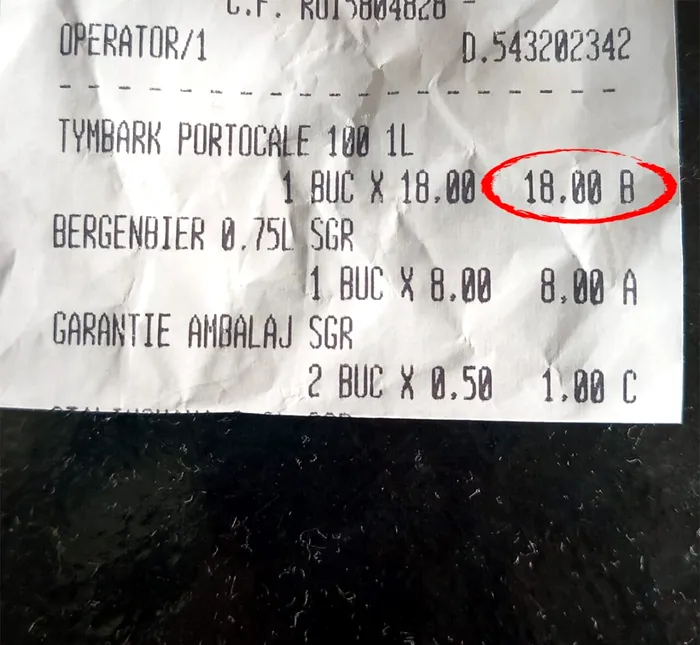 C.F. RO15804828
OPERATOR/1 D.543202342
TYMBARK PORTOCALE 100 1L
1 BUC X 18.00 18.00 B
BERGENBIER 0.75L SGR
1 BUC X 8.00 8.00 A
GARANTIE AMBALAJ SGR
2 BUC X 0.50 1.00 C